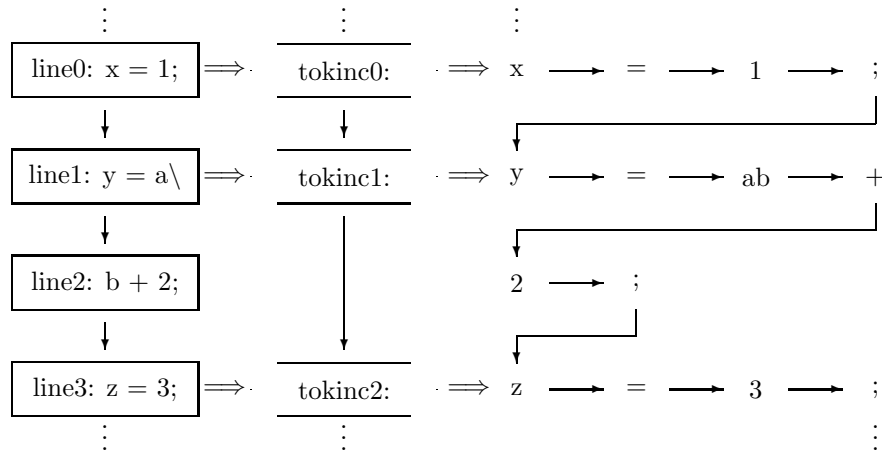 line0: x = 1; ⟹ tokinc0: ⟹ x = 1 ;
line1: y = a\ ⟹ tokinc1: ⟹ y = ab +
line2: b + 2; 2 ;
line3: z = 3; ⟹ tokinc2: ⟹ z = 3 ;